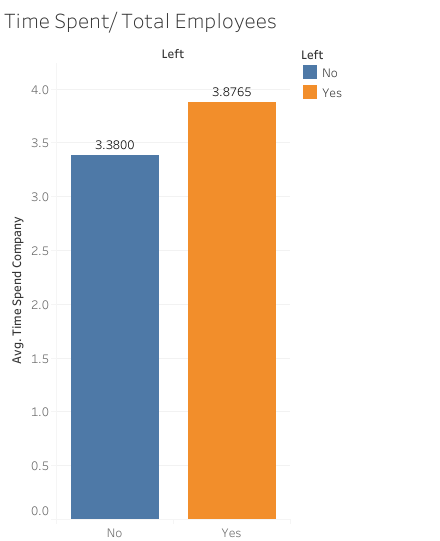 Time Spent/ Total Employees
Left
Left
No
Yes
4.0
3.8765
3.5
3.3800
3.0
2.5
2.0
1.5
1.0
0.5
0.0
Avg. Time Spend Company
No
Yes